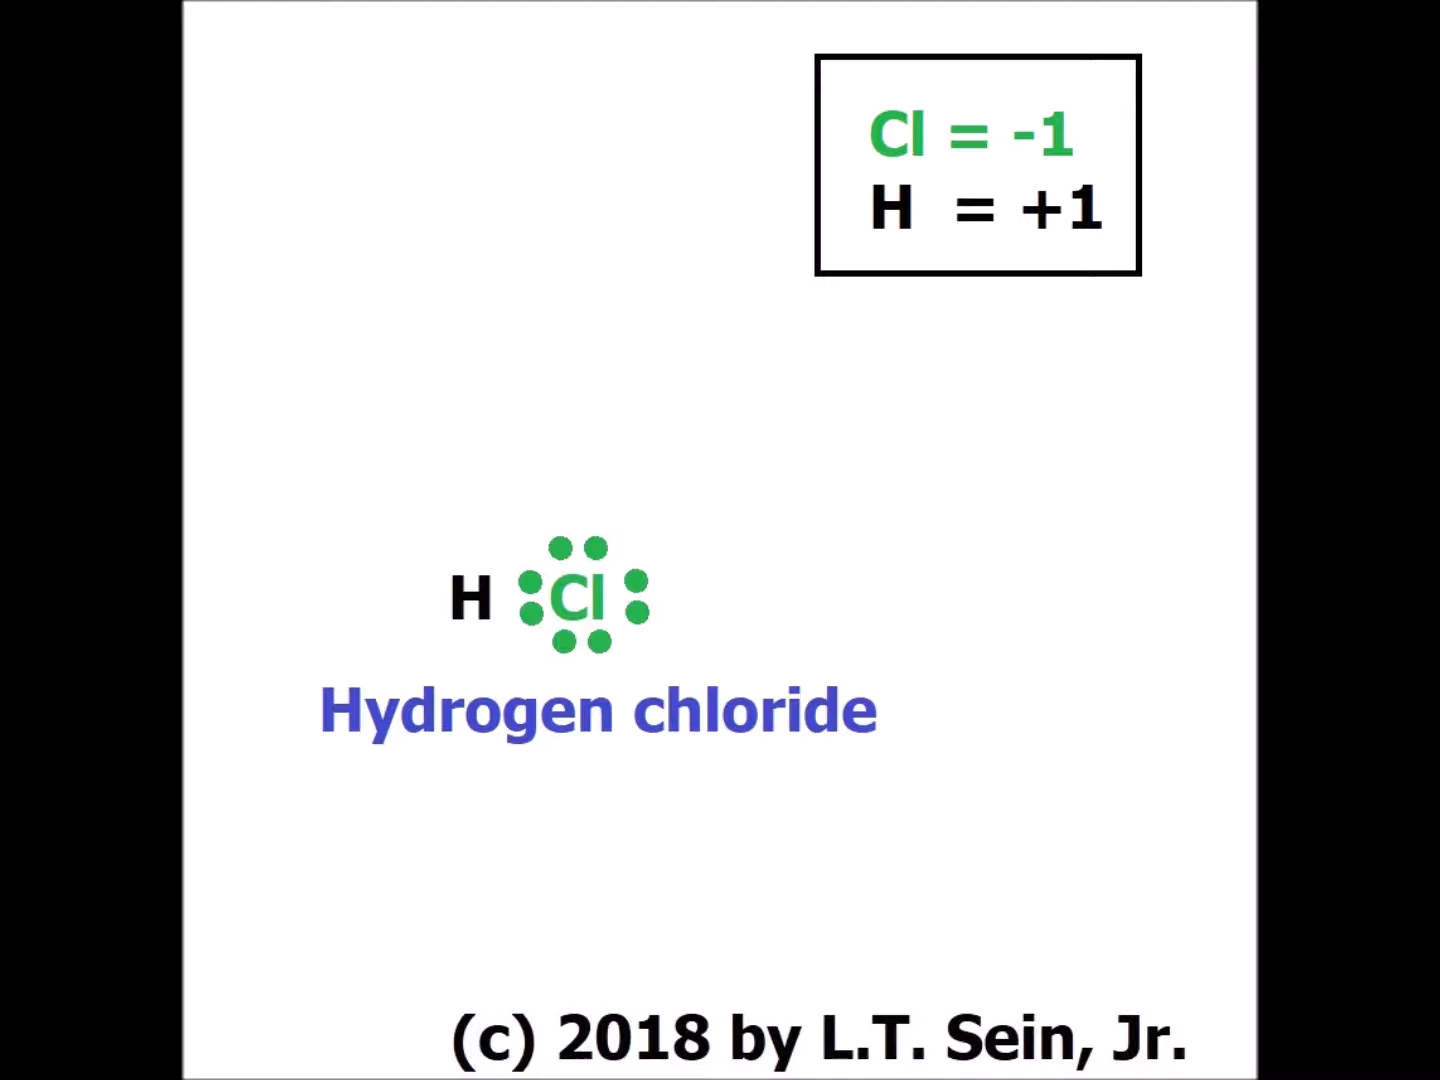 Cl = -1
H = +1
H Cl
Hydrogen chloride
(c) 2018 by L.T. Sein, Jr.